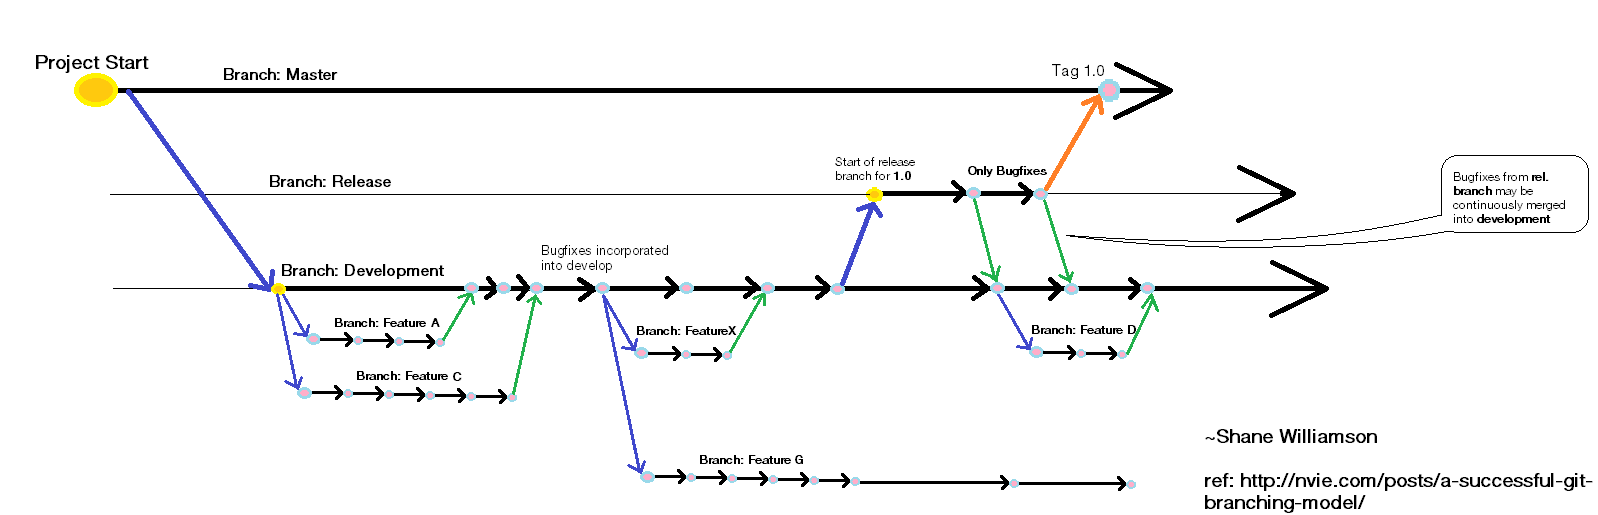 Project Start
Branch: Master
Tag 1.0
Start of release
branch for 1.0
Only Bugfixes
Branch: Release
Bugfixes from rel.
branch may be
continuously merged
into development
Bugfixes incorporated
into develop
Branch: Development
Branch: Feature A
Branch: FeatureX
Branch: Feature D
Branch: Feature C
Branch: Feature G
~Shane Williamson
ref: http://nvie.com/posts/a-successful-git-
branching-model/